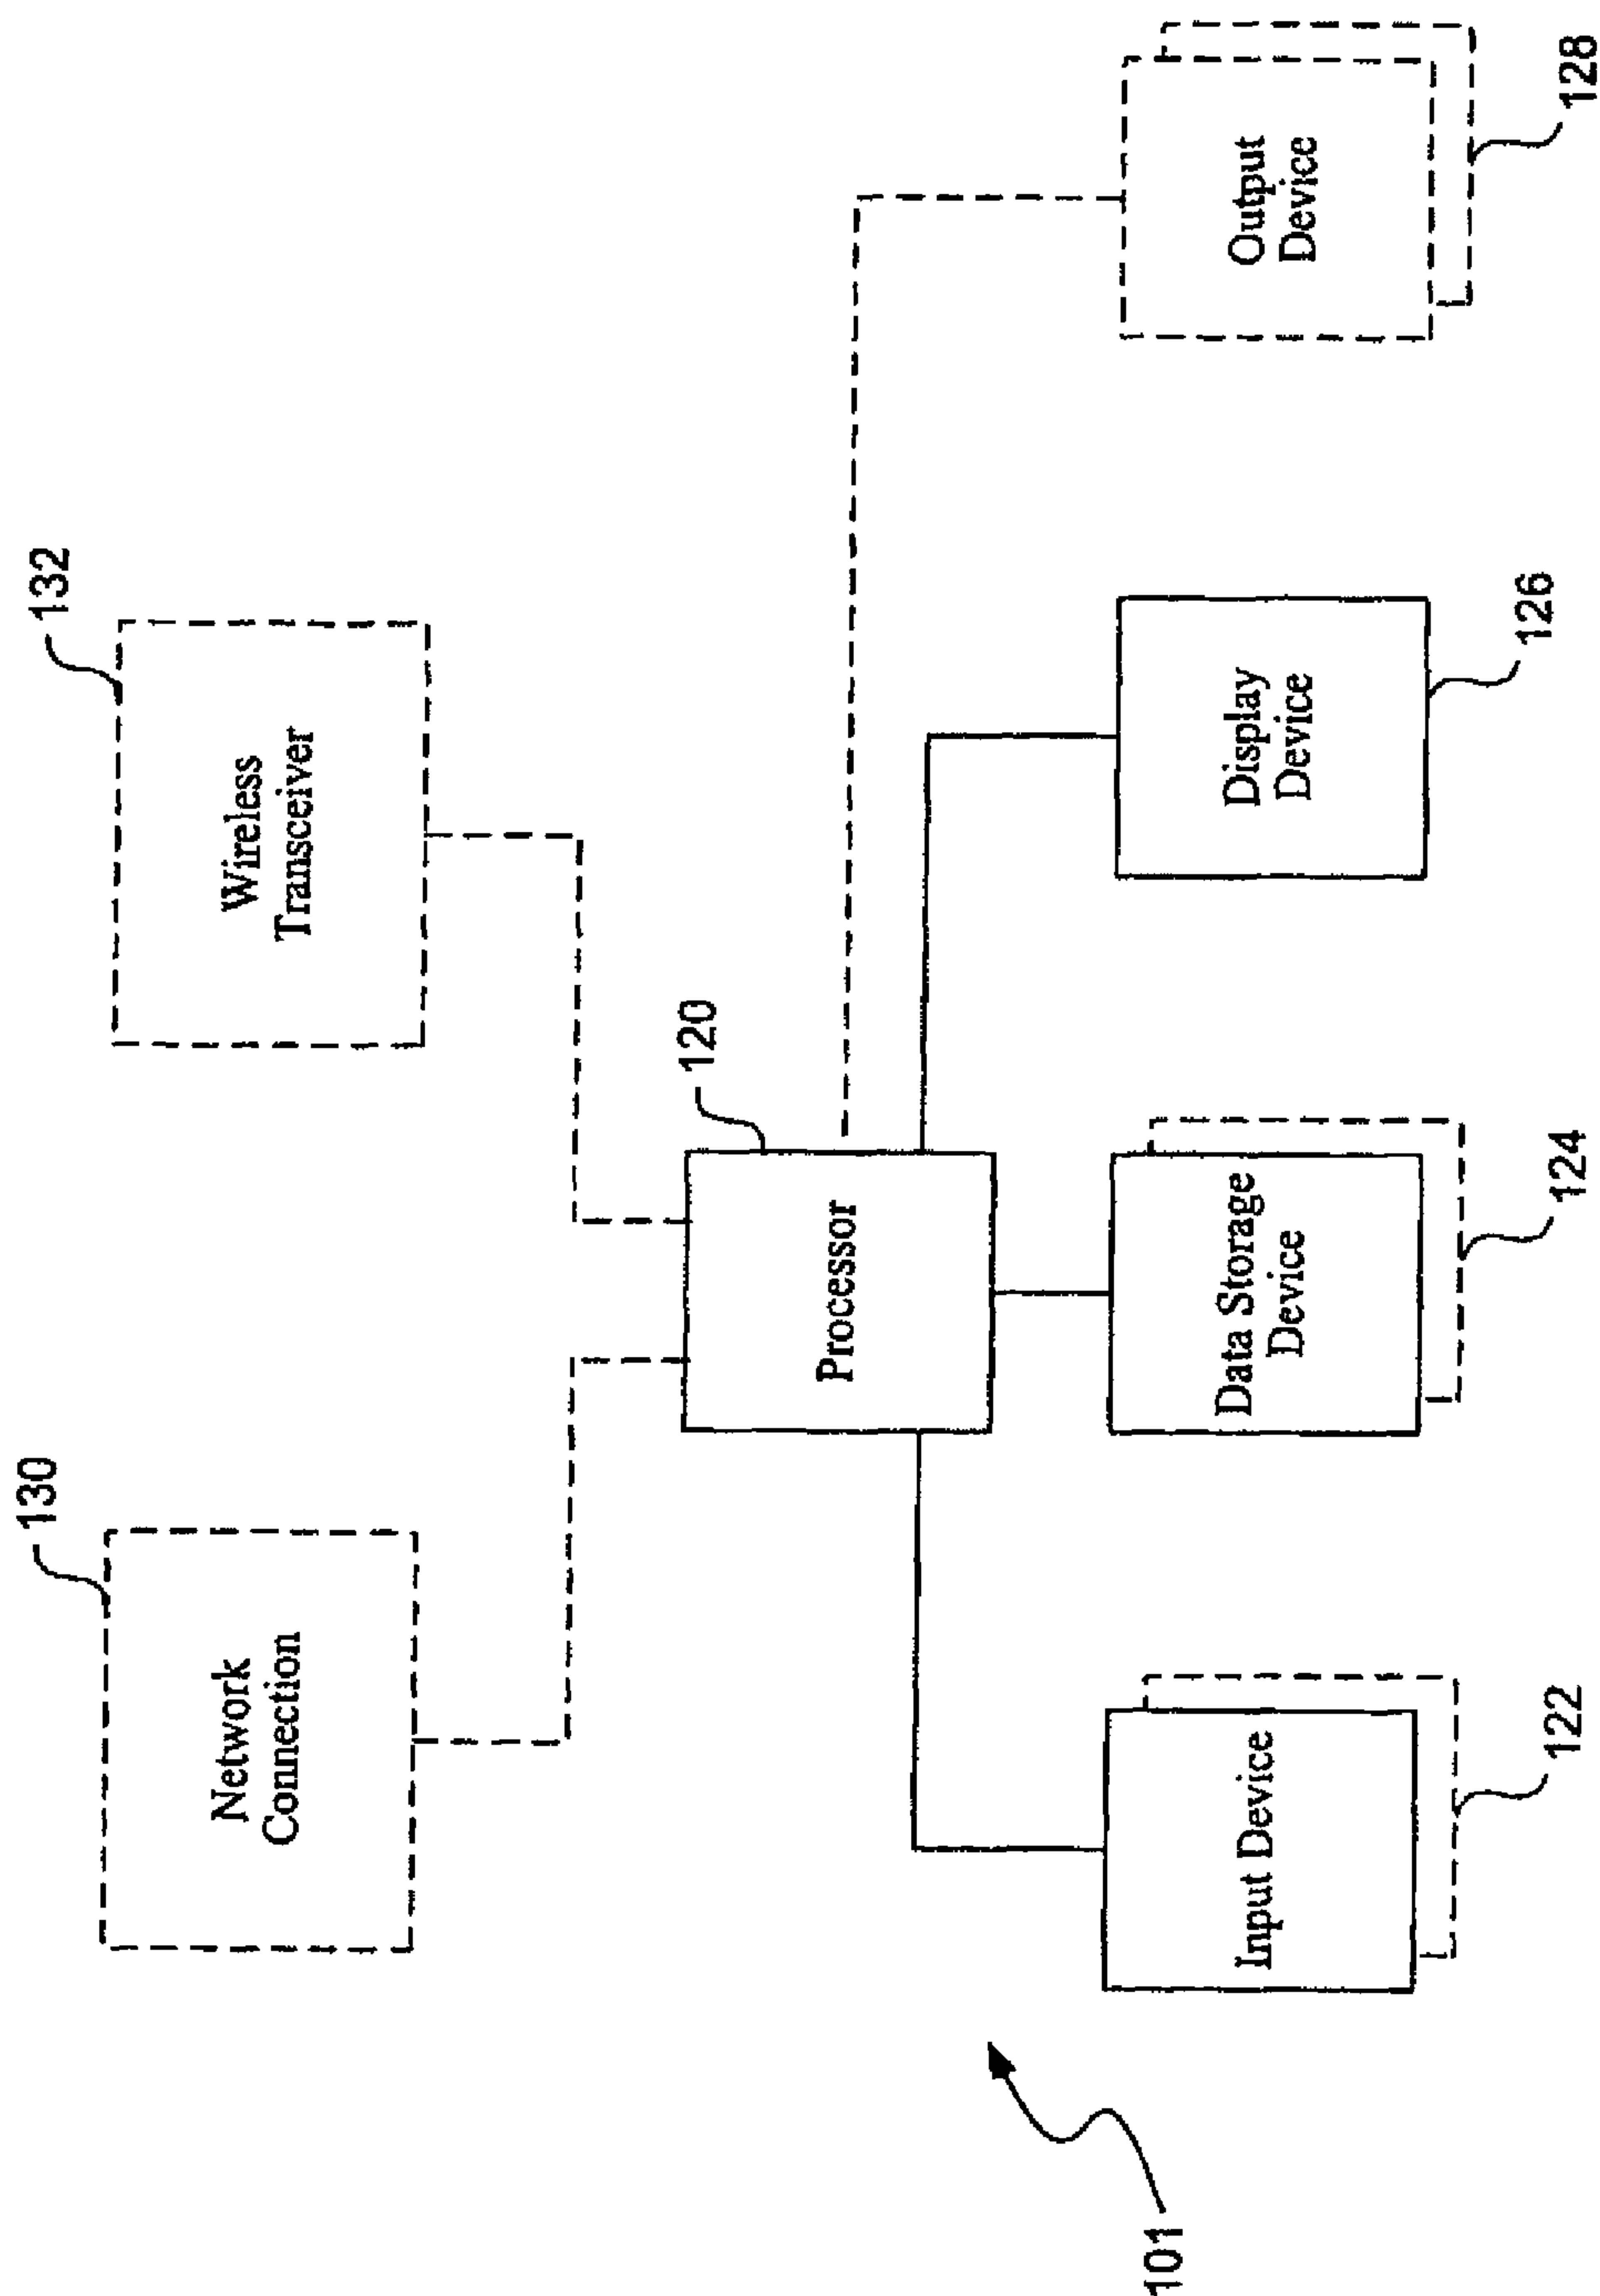 130
132
Network
Connection
Wireless
Transceiver
120
Processor
Input Device
Data Storage
Device
Display
Device
Output
Device
101
122
124
126
128